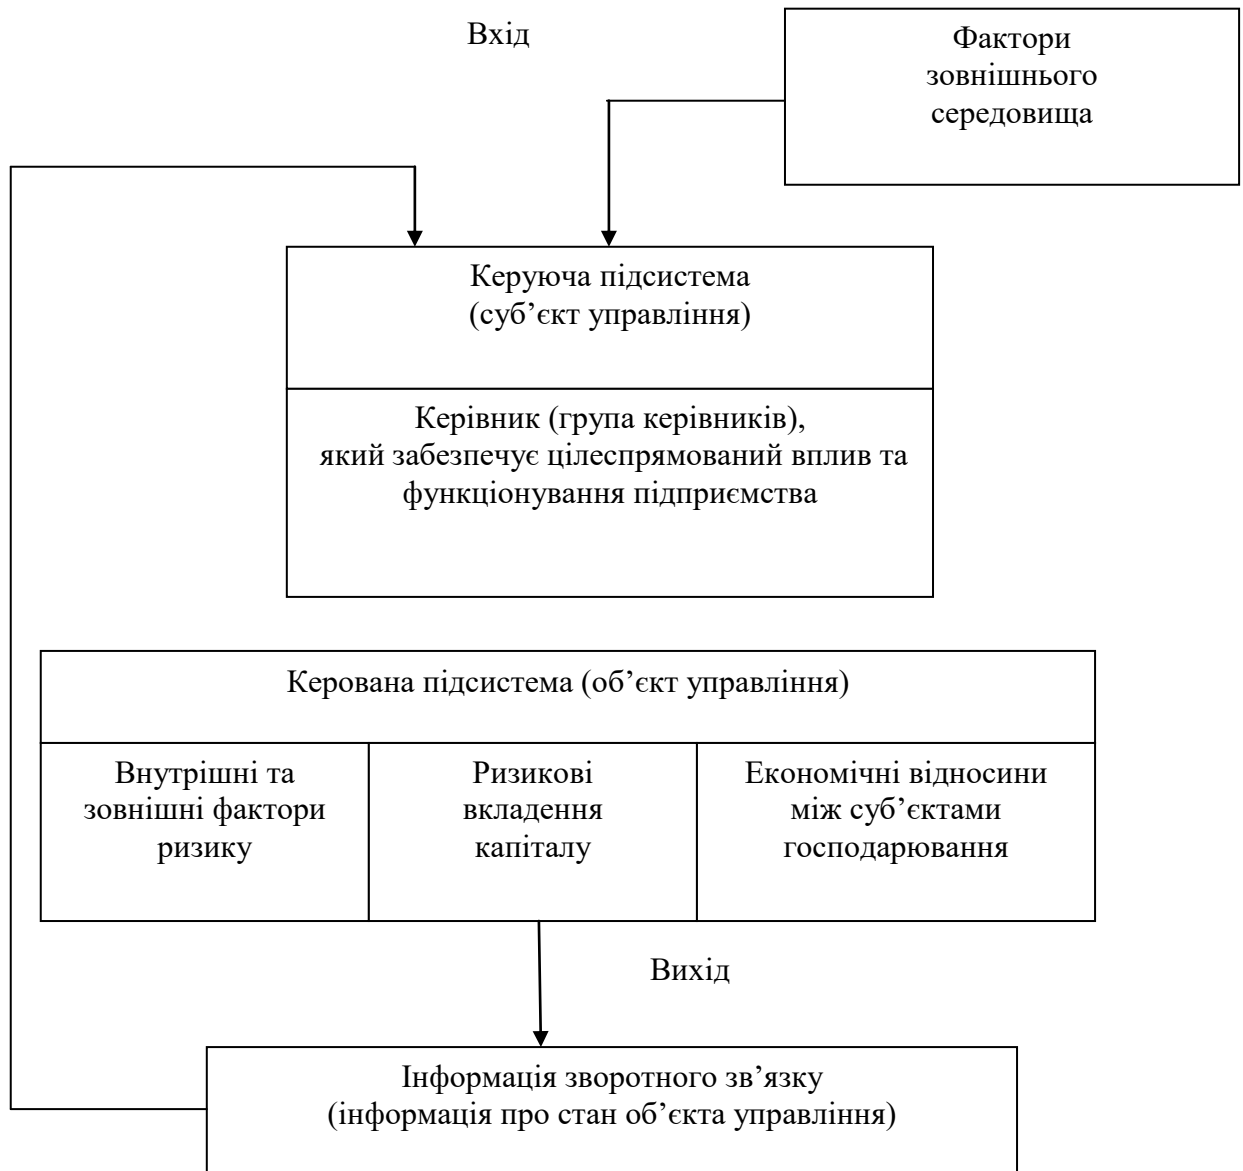 Вхід
Фактори
зовнішнього
середовища
Керуюча підсистема
(суб’єкт управління)
Керівник (група керівників),
який забезпечує цілеспрямований вплив та
функціонування підприємства
Керована підсистема (об’єкт управління)
Внутрішні та
зовнішні фактори
ризику
Ризикові
вкладення
капіталу
Економічні відносини
між суб’єктами
господарювання
Вихід
Інформація зворотного зв’язку
(інформація про стан об’єкта управління)